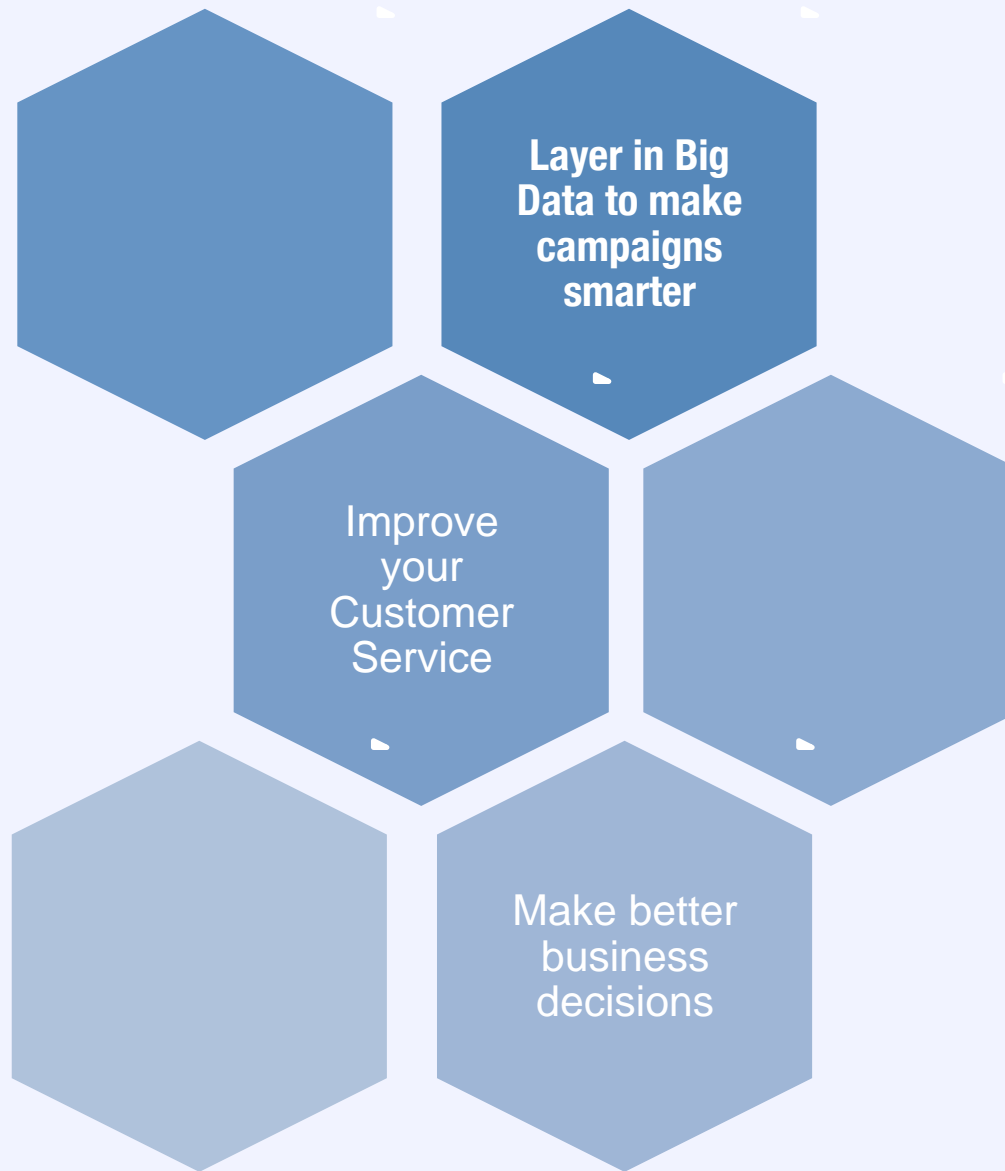 Layer in Big
Data to make
campaigns
smarter
Improve
your
Customer
Service
Make better
business
decisions